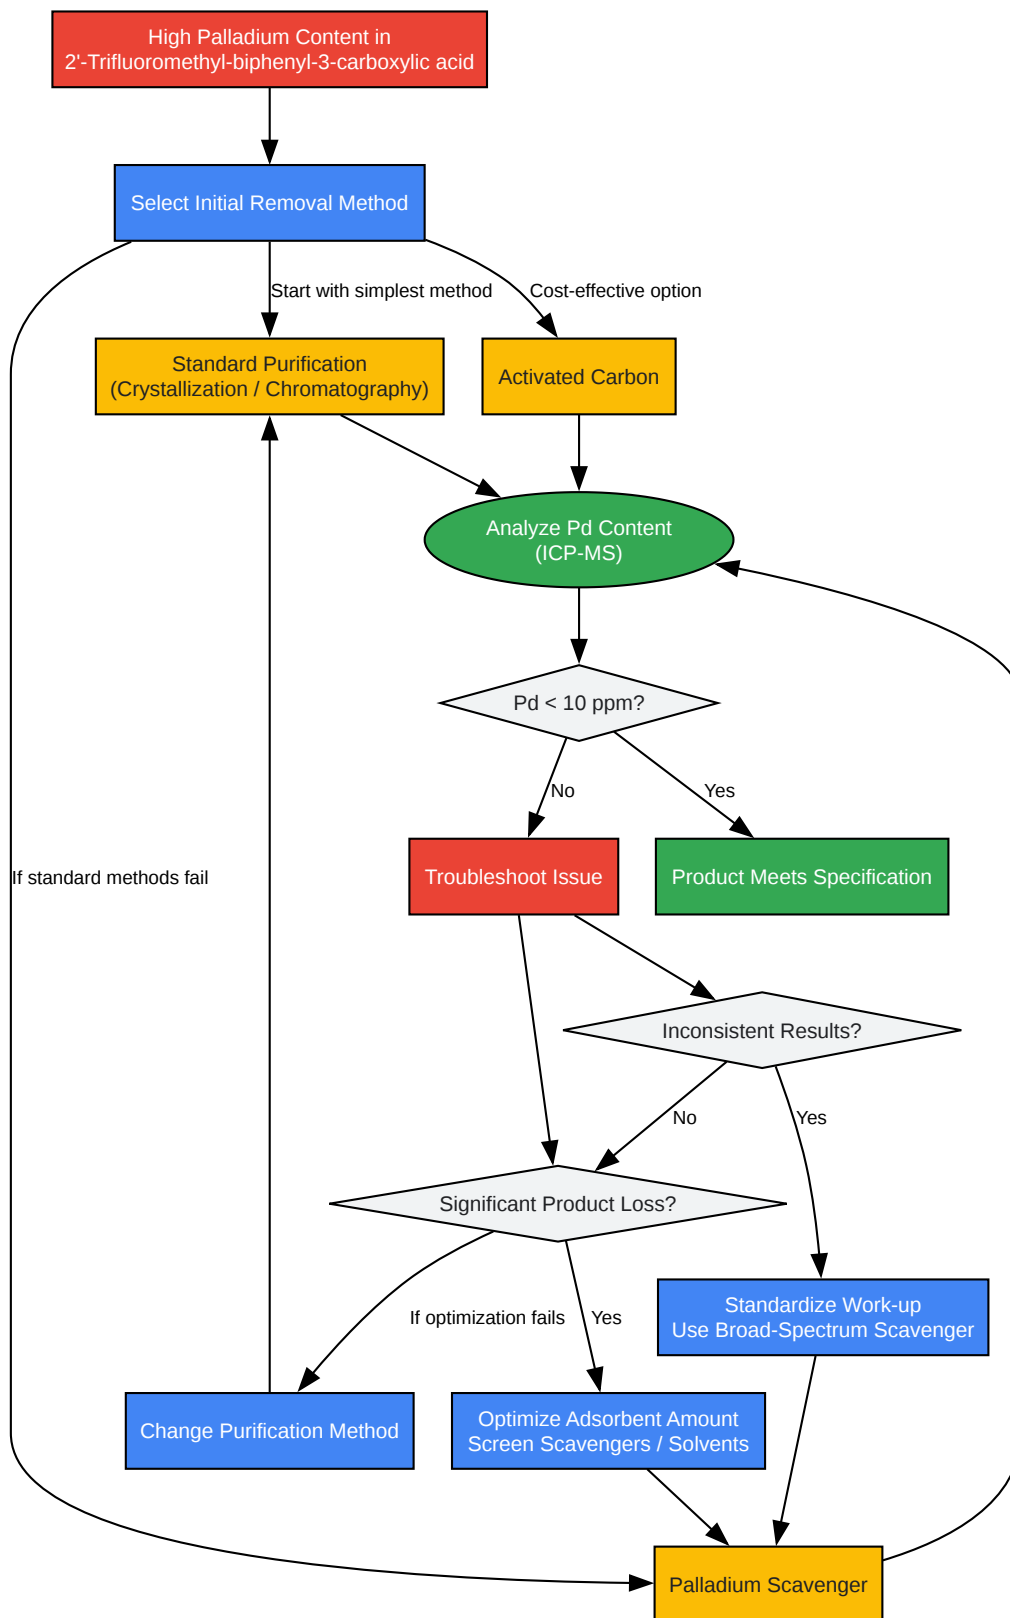 High Palladium Content in
2'-Trifluoromethyl-biphenyl-3-carboxylic acid
Select Initial Removal Method
Start with simplest method
Cost-effective option
Standard Purification
(Crystallization / Chromatography)
Activated Carbon
Analyze Pd Content
(ICP-MS)
Pd < 10 ppm?
No
Yes
If standard methods fail
Troubleshoot Issue
Product Meets Specification
Inconsistent Results?
No
Yes
Significant Product Loss?
If optimization fails
Yes
Standardize Work-up
Use Broad-Spectrum Scavenger
Change Purification Method
Optimize Adsorbent Amount
Screen Scavengers / Solvents
Palladium Scavenger